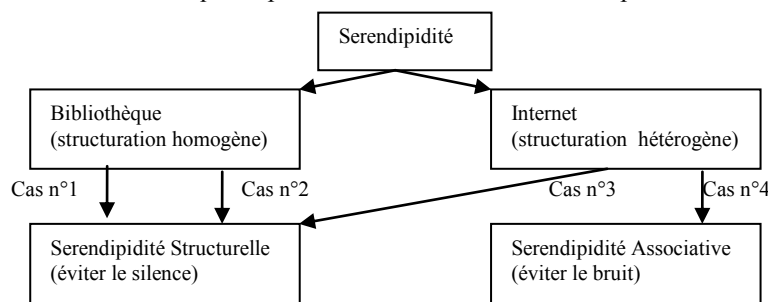 Serendipidité
Bibliothèque
(structuration homogène)
Internet
(structuration hétérogène)
Cas n°1
Cas n°2
Cas n°3
Cas n°4
Serendipidité Structurelle
(éviter le silence)
Serendipidité Associative
(éviter le bruit)